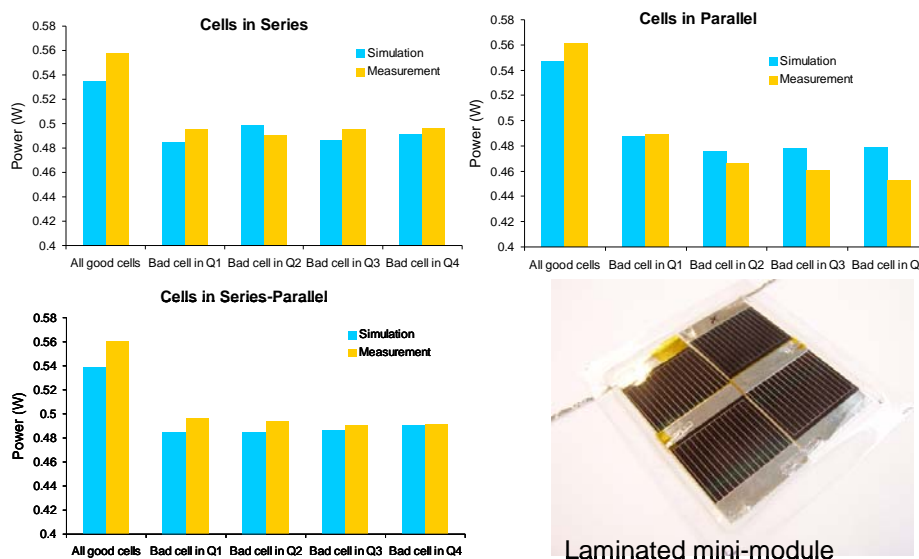 Cells in Series
Power (W)
0.58
0.56
0.54
0.52
0.5
0.48
0.46
0.44
0.42
0.4
Simulation
Measurement
All good cells Bad cell in Q1 Bad cell in Q2 Bad cell in Q3 Bad cell in Q4
Cells in Parallel
Power (W)
0.58
0.56
0.54
0.52
0.5
0.48
0.46
0.44
0.42
0.4
Simulation
Measurement
All good cells Bad cell in Q1 Bad cell in Q2 Bad cell in Q3 Bad cell in Q
Cells in Series-Parallel
Power (W)
0.58
0.56
0.54
0.52
0.5
0.48
0.46
0.44
0.42
0.4
Simulation
Measurement
All good cells Bad cell in Q1 Bad cell in Q2 Bad cell in Q3 Bad cell in Q4
Laminated mini-module